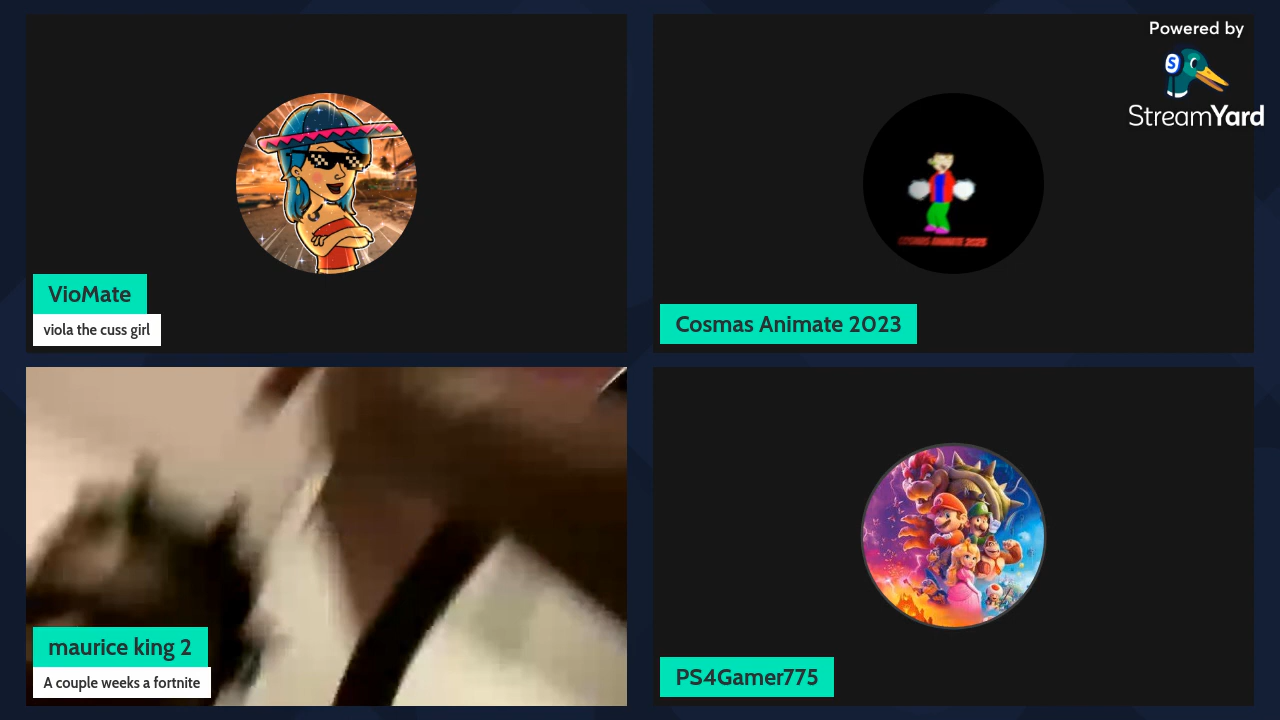 Powered by
S
StreamYard
VioMate
viola the cuss girl
Cosmas Animate 2023
maurice king 2
A couple weeks a fortnite
PS4Gamer775